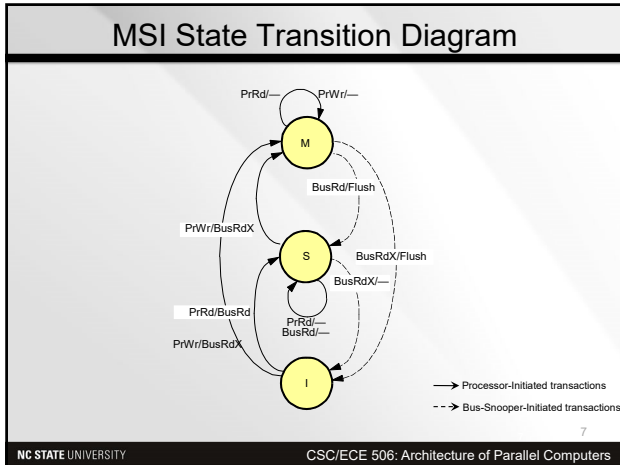 MSI State Transition Diagram
PrRd/—
PrWr/—
M
BusRd/Flush
PrWr/BusRdX
S
BusRdX/Flush
BusRdX/—
PrRd/BusRd
PrRd/—
BusRd/—
PrWr/BusRdX
I
Processor-Initiated transactions
Bus-Snooper-Initiated transactions
7
NC STATE UNIVERSITY
CSC/ECE 506: Architecture of Parallel Computers